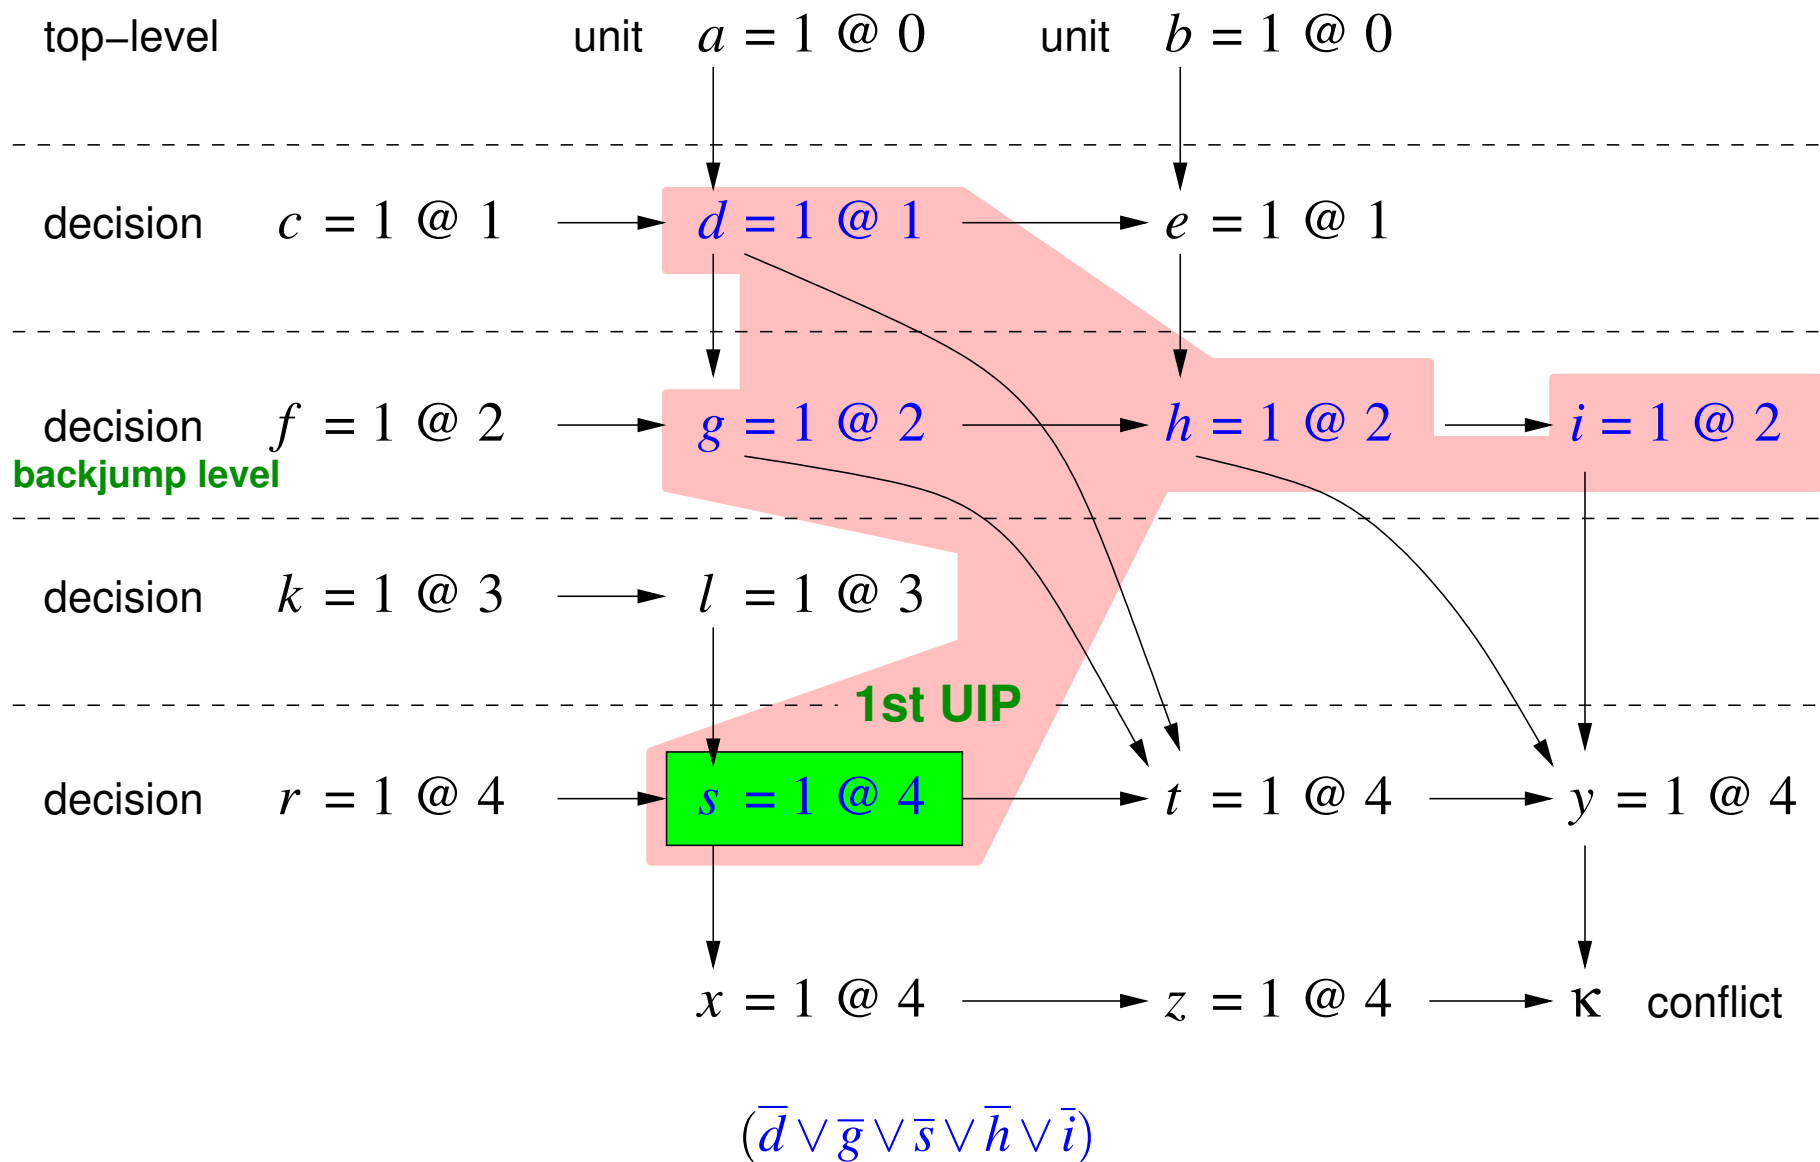 top–level unit a = 1 @ 0 unit b = 1 @ 0
decision c = 1 @ 1 d = 1 @ 1 e = 1 @ 1
decision f = 1 @ 2 g = 1 @ 2 h = 1 @ 2 i = 1 @ 2
backjump level
decision k = 1 @ 3 l = 1 @ 3
1st UIP
decision r = 1 @ 4 s = 1 @ 4 t = 1 @ 4 y = 1 @ 4
x = 1 @ 4 z = 1 @ 4 κ conflict
(d̅ ∨ g̅ ∨ s̅ ∨ h̅ ∨ i̅)